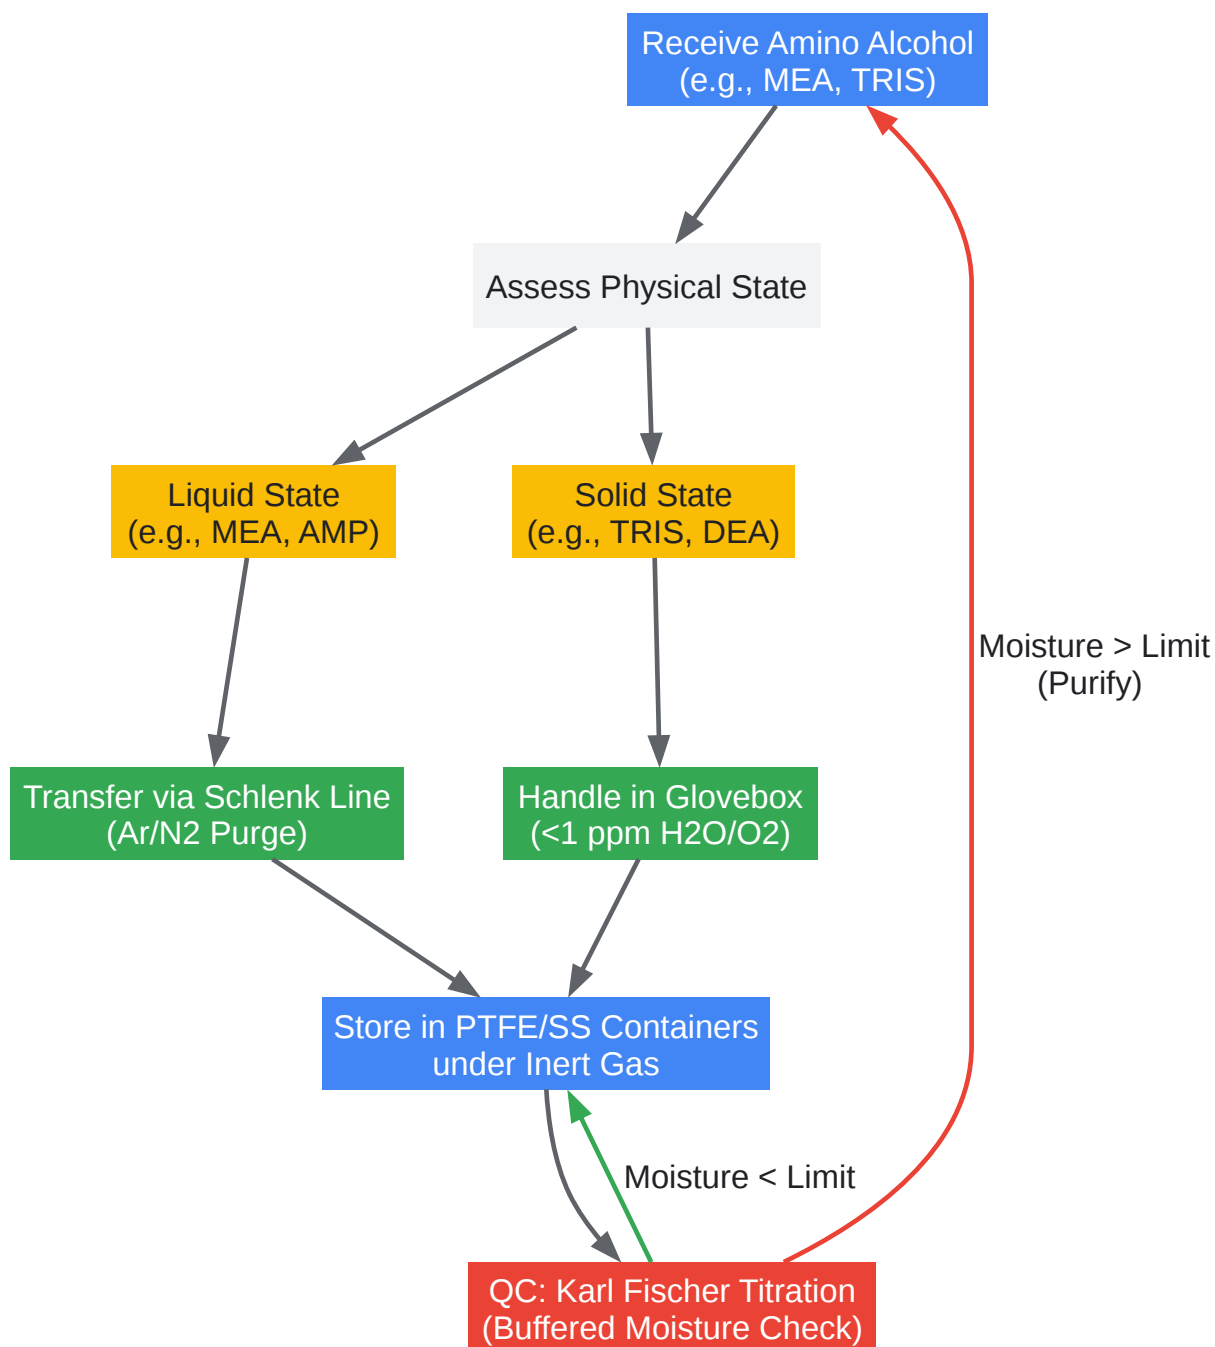 Receive Amino Alcohol
(e.g., MEA, TRIS)
Assess Physical State
Liquid State
(e.g., MEA, AMP)
Solid State
(e.g., TRIS, DEA)
Moisture > Limit
(Purify)
Transfer via Schlenk Line
(Ar/N2 Purge)
Handle in Glovebox
(<1 ppm H2O/O2)
Store in PTFE/SS Containers
under Inert Gas
Moisture < Limit
QC: Karl Fischer Titration
(Buffered Moisture Check)